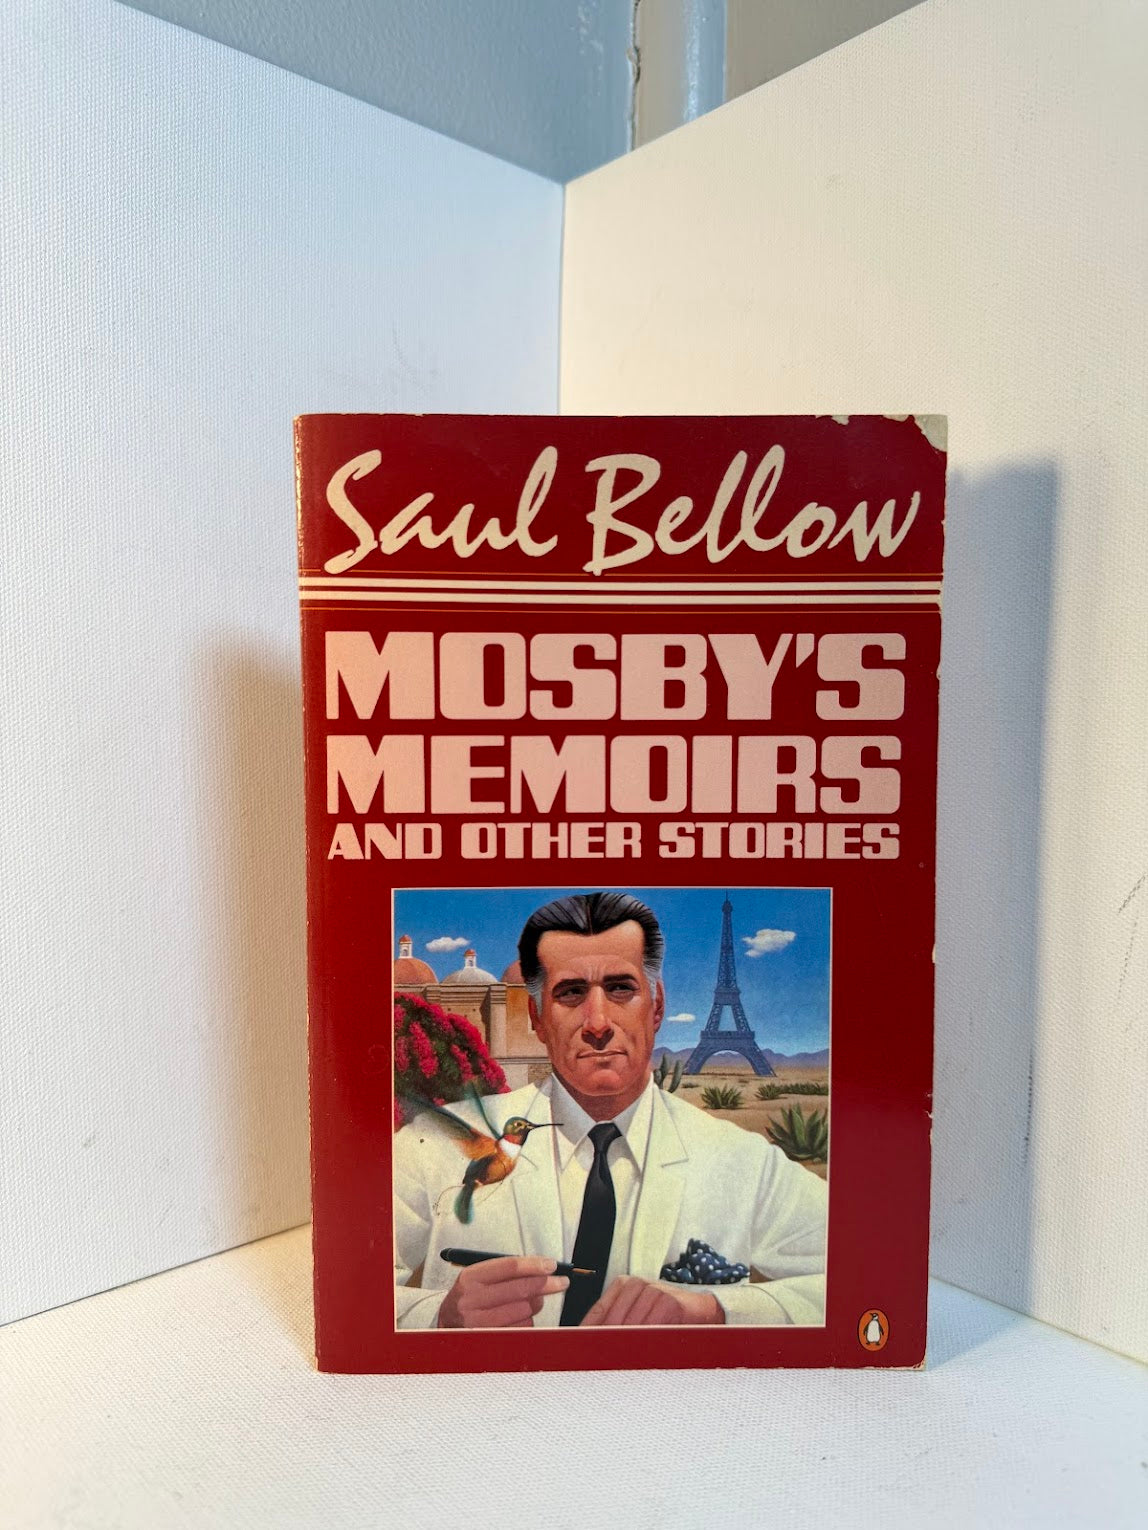 Saul Bellow
MOSBY'S
MEMOIRS
AND OTHER STORIES